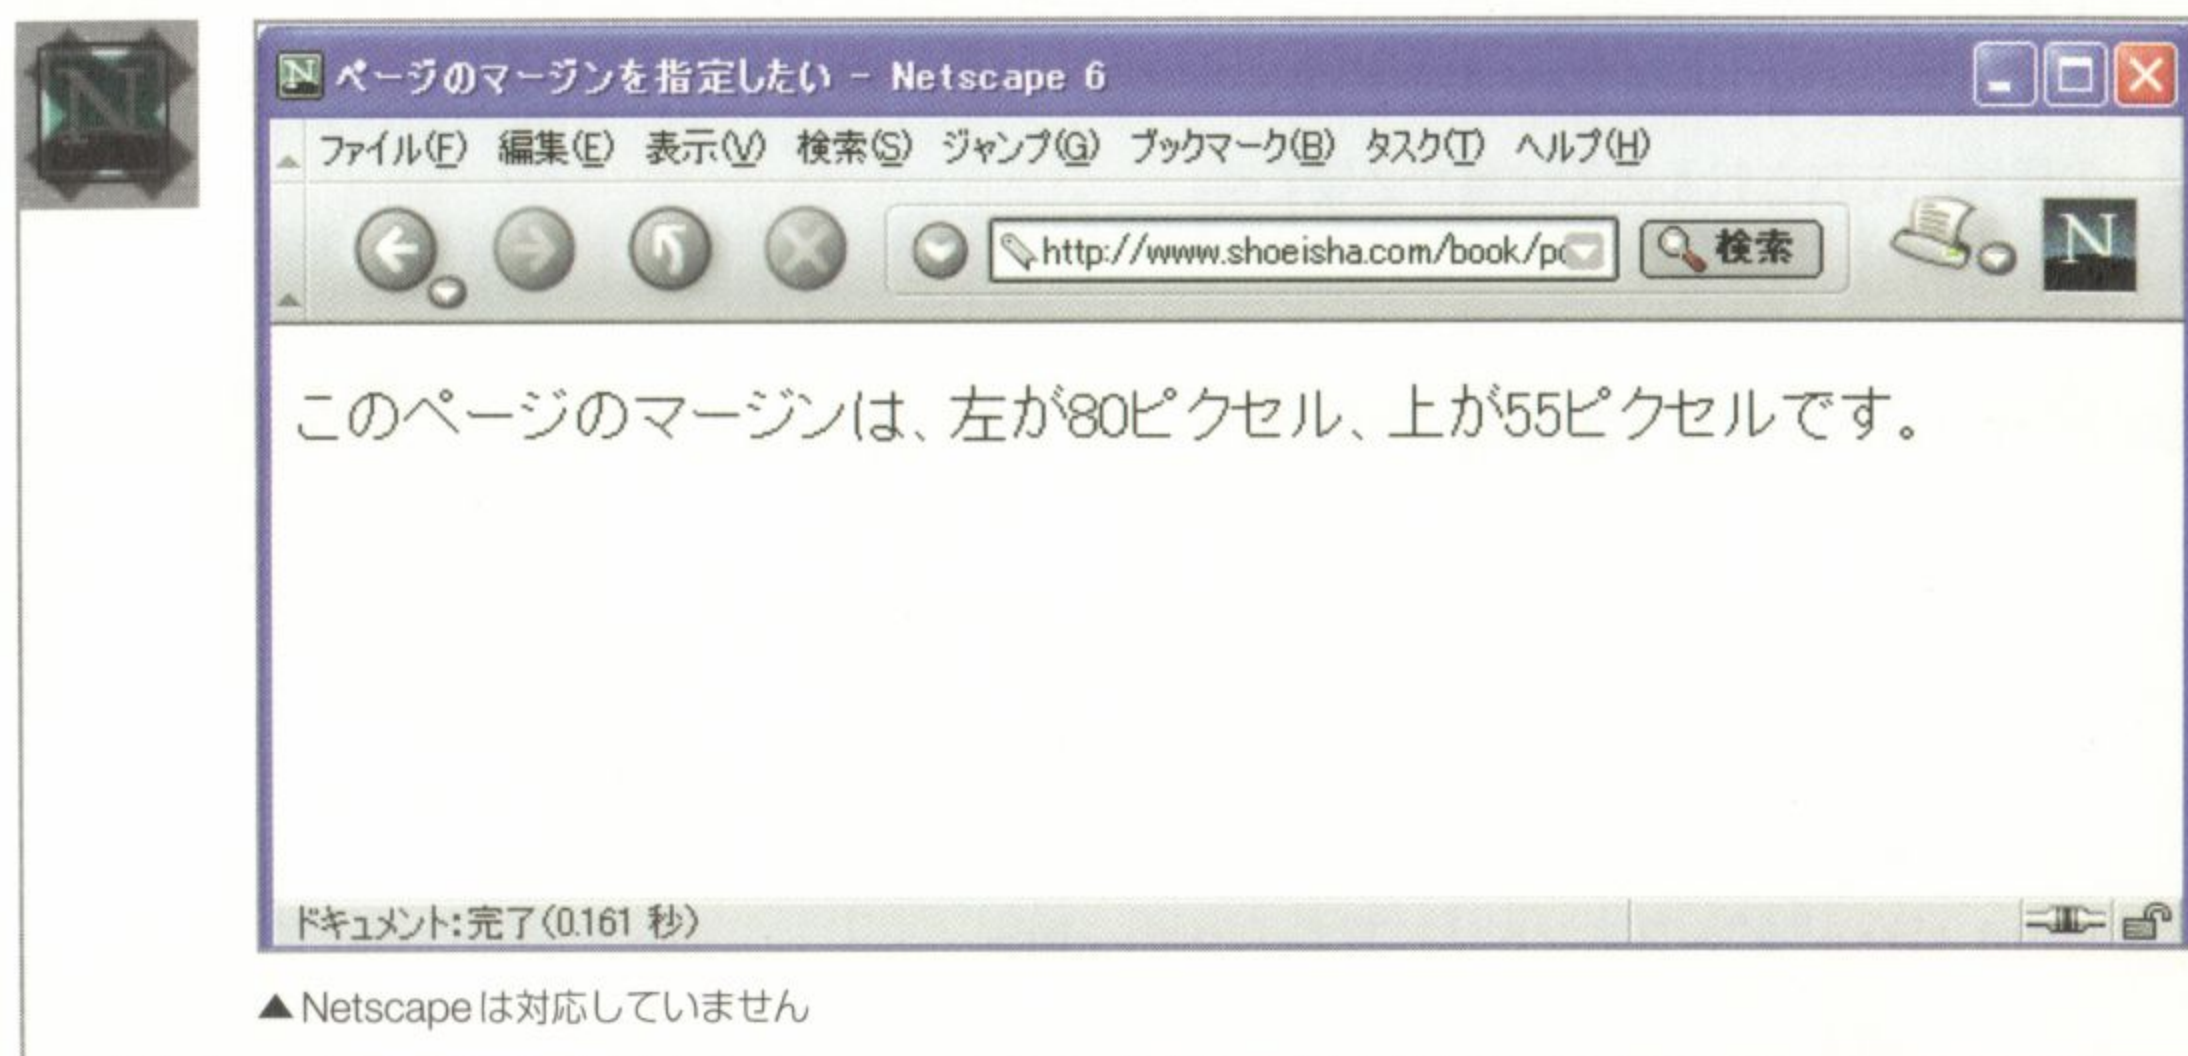 N
ページのマージンを指定したい - Netscape 6
ファイル(F) 編集(E) 表示(V) 検索(S) ジャンプ(G) ブックマーク(B) タスク(T) ヘルプ(H)
http://www.shoeisha.com/book/po 検索 N
このページのマージンは、左が80ピクセル、上が55ピクセルです。
ドキュメント:完了(0.161 秒)
▲Netscapeは対応していません